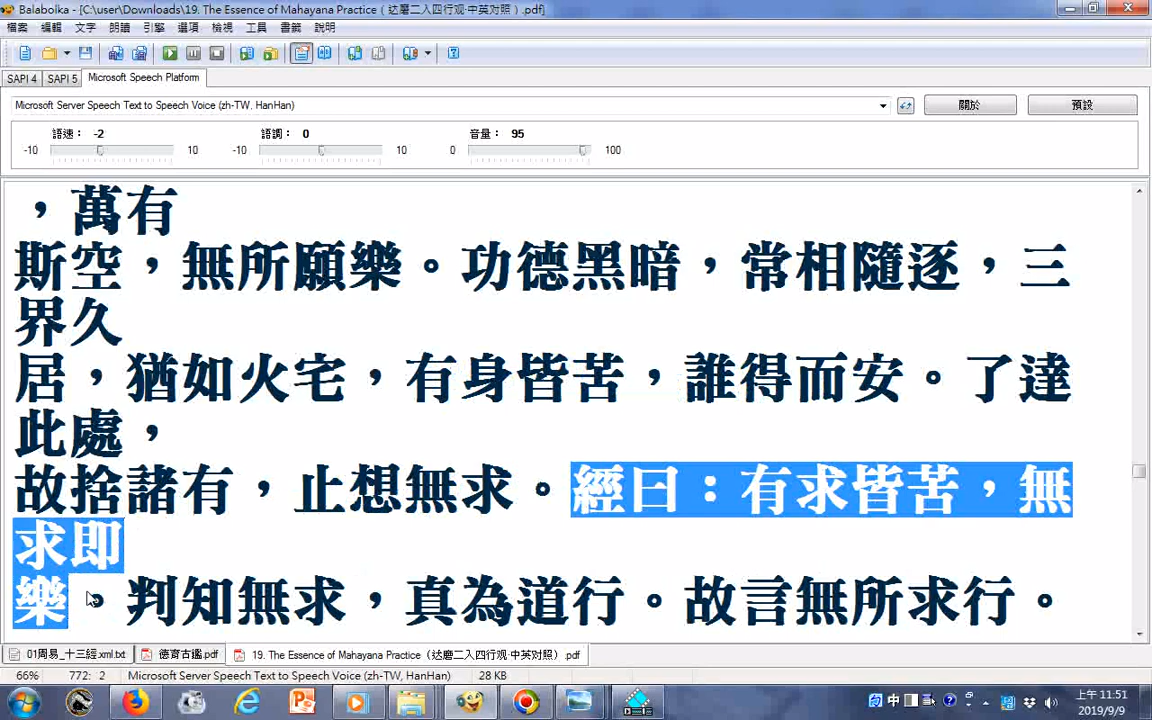 Balabolka - [C:\user\Downloads\19. The Essence of Mahayana Practice（达磨二入四行观·中英对照）.pdf]
檔案 編輯 文字 朗讀 引擎 選項 檢視 工具 書籤 說明
SAPI 4 SAPI 5 Microsoft Speech Platform
Microsoft Server Speech Text to Speech Voice (zh-TW, HanHan) 關於 預設
語速： -2 語調： 0 音量： 95
-10 10 -10 10 0 100
，萬有
斯空，無所願樂。功德黑暗，常相隨逐，三
界久
居，猶如火宅，有身皆苦，誰得而安。了達
此處，
故捨諸有，止想無求。經曰：有求皆苦，無
求即
樂。判知無求，真為道行。故言無所求行。
01周易_十三經.xml.txt 德育古鑑.pdf 19. The Essence of Mahayana Practice（达磨二入四行观·中英对照）.pdf
66% 772: 2 Microsoft Server Speech Text to Speech Voice (zh-TW, HanHan) 28 KB
中 上午 11:51
2019/9/9